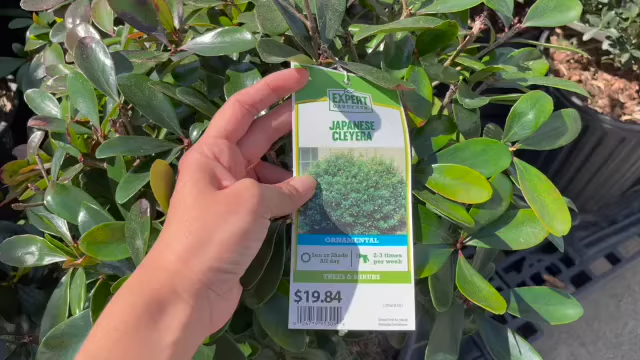 EXPERT
JAPANESE
CLEYERA
ORNAMENTAL
Sun or Shade
All day
2-3 times
per week
TREES & SHRUBS
$19.84